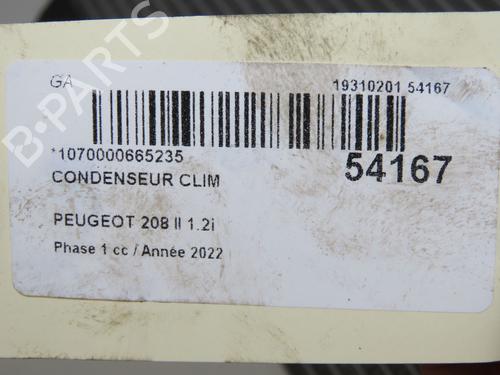 GA 19310201 54167
*1070000665235 54167
CONDENSEUR CLIM
PEUGEOT 208 II 1.2i
Phase 1 cc / Année 2022
B-PARTS